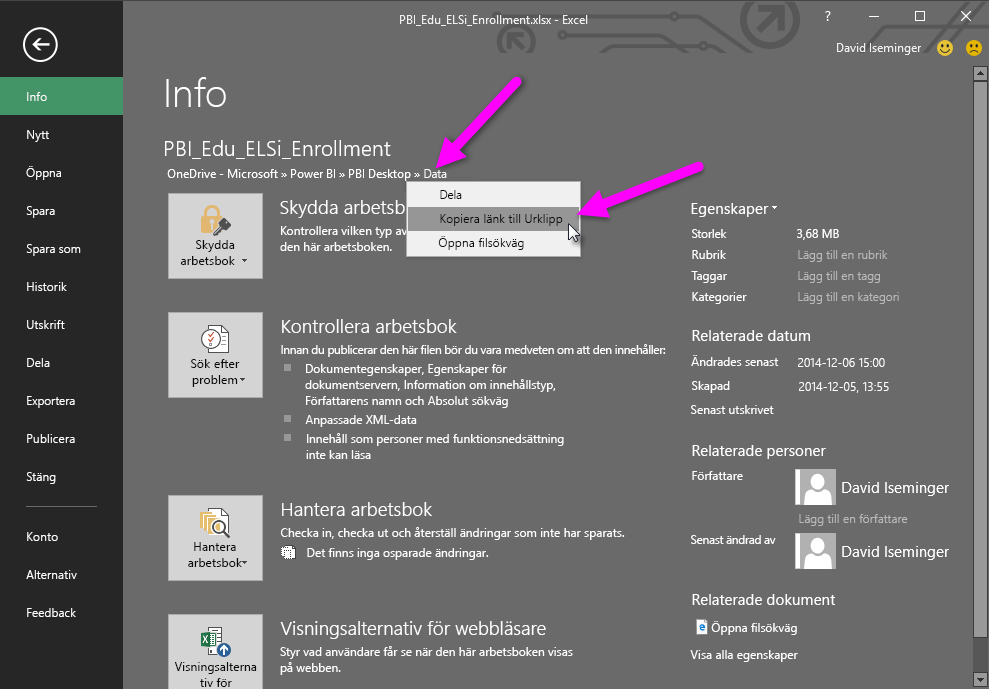 PBI_Edu_ELSi_Enrollment.xlsx - Excel
?
David Iseminger
Info
Nytt
Öppna
Spara
Spara som
Historik
Utskrift
Dela
Exportera
Publicera
Stäng
Konto
Alternativ
Feedback
Info
PBI_Edu_ELSi_Enrollment
OneDrive - Microsoft » Power BI » PBI Desktop » Data
Dela
Kopiera länk till Urklipp
Öppna filsökväg
Skydda
arbetsbok
Skydda arbetsb
Kontrollera vilken typ av
den här arbetsboken.
Sök efter
problem
Kontrollera arbetsbok
Innan du publicerar den här filen bör du vara medveten om att den innehåller:
Dokumentegenskaper, Egenskaper för
dokumentservern, Information om innehållstyp,
Författarens namn och Absolut sökväg
Anpassade XML-data
Innehåll som personer med funktionsnedsättning
inte kan läsa
Hantera
arbetsbok
Hantera arbetsbok
Checka in, checka ut och återställ ändringar som inte har sparats.
Det finns inga osparade ändringar.
Visningsalterna
tiv för
Visningsalternativ för webbläsare
Styr vad användare får se när den här arbetsboken visas
på webben.
Egenskaper
Storlek 3,68 MB
Rubrik Lägg till en rubrik
Taggar Lägg till en tagg
Kategorier Lägg till en kategori
Relaterade datum
Ändrades senast 2014-12-06 15:00
Skapad 2014-12-05, 13:55
Senast utskrivet
Relaterade personer
Författare
David Iseminger
Lägg till en författare
Senast ändrad av
David Iseminger
Relaterade dokument
Öppna filsökväg
Visa alla egenskaper